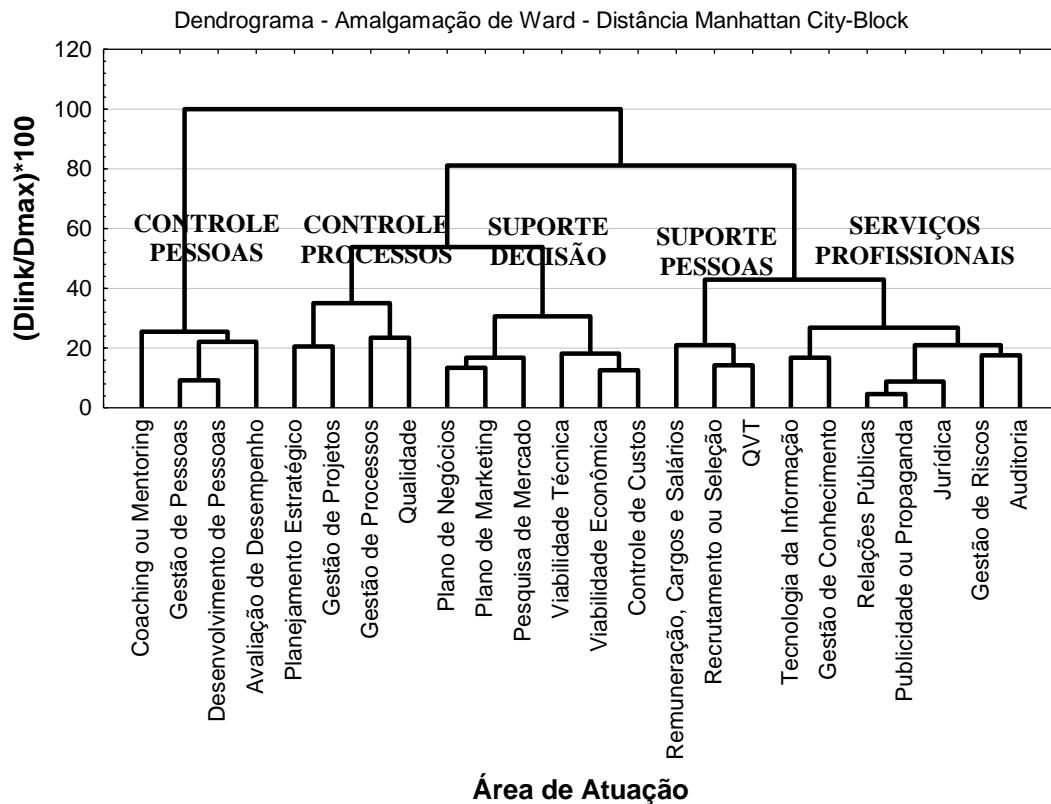 Dendrograma - Amalgamação de Ward - Distância Manhattan City-Block
(Dlink/Dmax)*100
120
100
80
60
40
20
0
CONTROLE
PESSOAS
CONTROLE
PROCESSOS
SUPORTE
DECISÃO
SUPORTE
PESSOAS
SERVIÇOS
PROFISSIONAIS
Coaching ou Mentoring
Gestão de Pessoas
Desenvolvimento de Pessoas
Avaliação de Desempenho
Planejamento Estratégico
Gestão de Projetos
Gestão de Processos
Qualidade
Plano de Negócios
Plano de Marketing
Pesquisa de Mercado
Viabilidade Técnica
Viabilidade Econômica
Controle de Custos
Remuneração, Cargos e Salários
Recrutamento ou Seleção
QVT
Tecnologia da Informação
Gestão de Conhecimento
Relações Públicas
Publicidade ou Propaganda
Jurídica
Gestão de Riscos
Auditoria
Área de Atuação